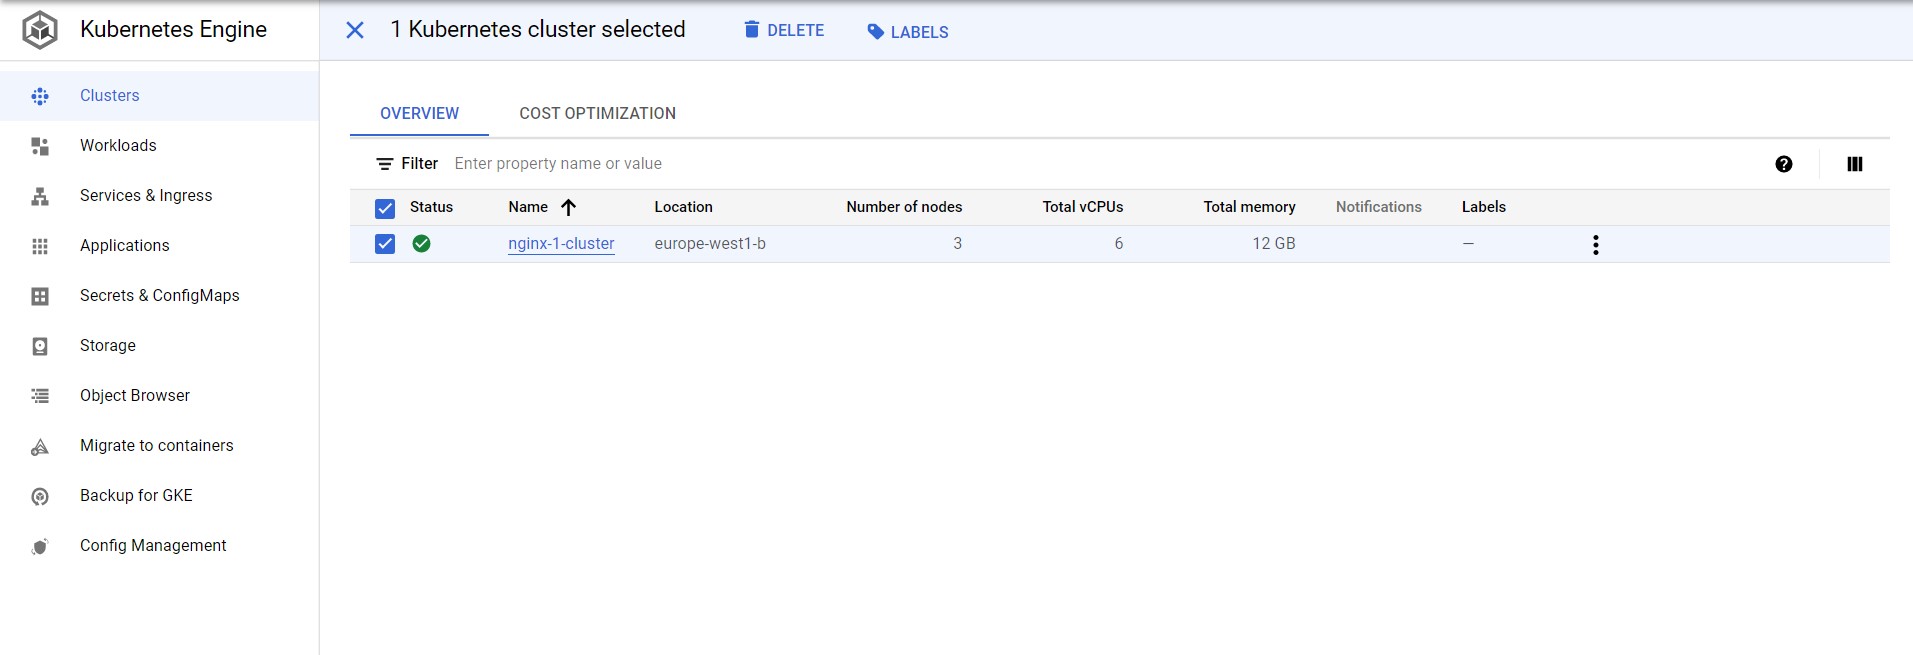 Kubernetes Engine
1 Kubernetes cluster selected
DELETE
LABELS
Clusters
Workloads
Services & Ingress
Applications
Secrets & ConfigMaps
Storage
Object Browser
Migrate to containers
Backup for GKE
Config Management
OVERVIEW
COST OPTIMIZATION
Filter Enter property name or value
Status Name Location Number of nodes Total vCPUs Total memory Notifications Labels
nginx-1-cluster europe-west1-b 3 6 12 GB —